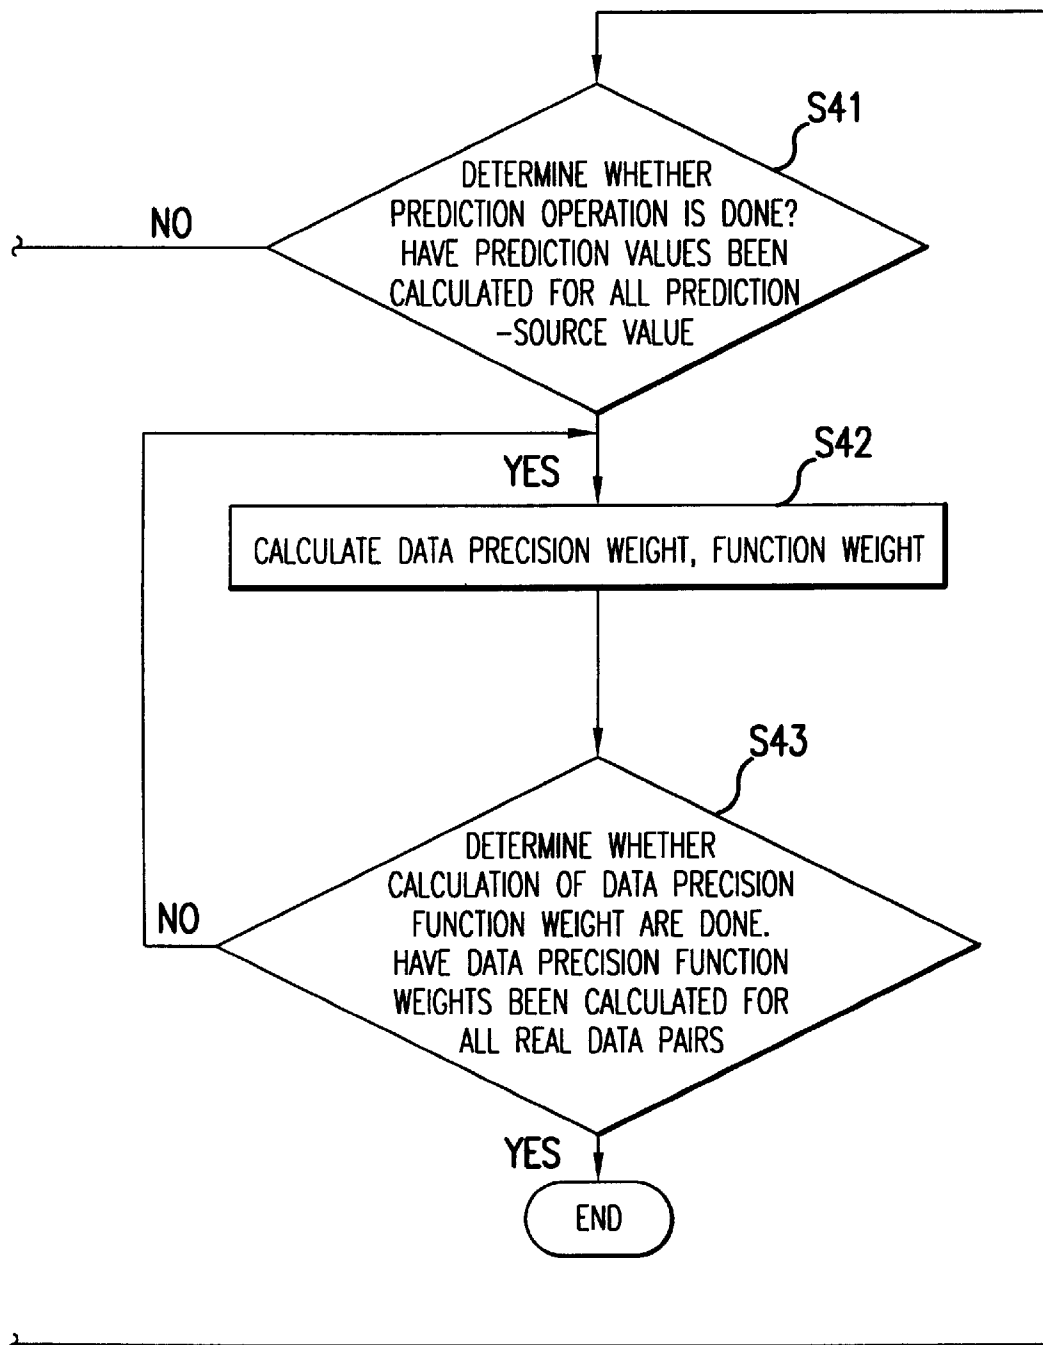 S41
DETERMINE WHETHER
PREDICTION OPERATION IS DONE?
HAVE PREDICTION VALUES BEEN
CALCULATED FOR ALL PREDICTION
-SOURCE VALUE
NO
YES
S42
CALCULATE DATA PRECISION WEIGHT, FUNCTION WEIGHT
S43
DETERMINE WHETHER
CALCULATION OF DATA PRECISION
FUNCTION WEIGHT ARE DONE.
HAVE DATA PRECISION FUNCTION
WEIGHTS BEEN CALCULATED FOR
ALL REAL DATA PAIRS
NO
YES
END